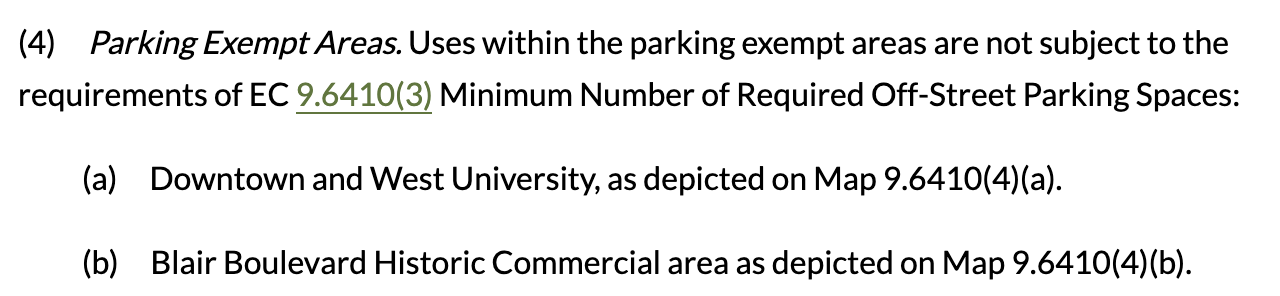 (4) Parking Exempt Areas. Uses within the parking exempt areas are not subject to the
requirements of EC 9.6410(3) Minimum Number of Required Off-Street Parking Spaces:
(a) Downtown and West University, as depicted on Map 9.6410(4)(a).
(b) Blair Boulevard Historic Commercial area as depicted on Map 9.6410(4)(b).